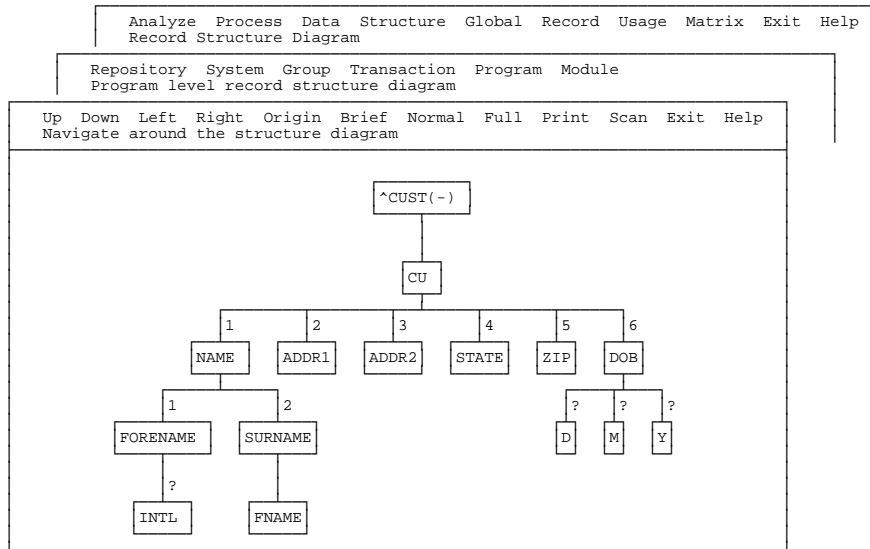 Analyze Process Data Structure Global Record Usage Matrix Exit Help
Record Structure Diagram
Repository System Group Transaction Program Module
Program level record structure diagram
Up Down Left Right Origin Brief Normal Full Print Scan Exit Help
Navigate around the structure diagram
^CUST(-)
CU
1 2 3 4 5 6
NAME ADDR1 ADDR2 STATE ZIP DOB
1 2 ? ? ?
FORENAME SURNAME D M Y
?
INTL FNAME